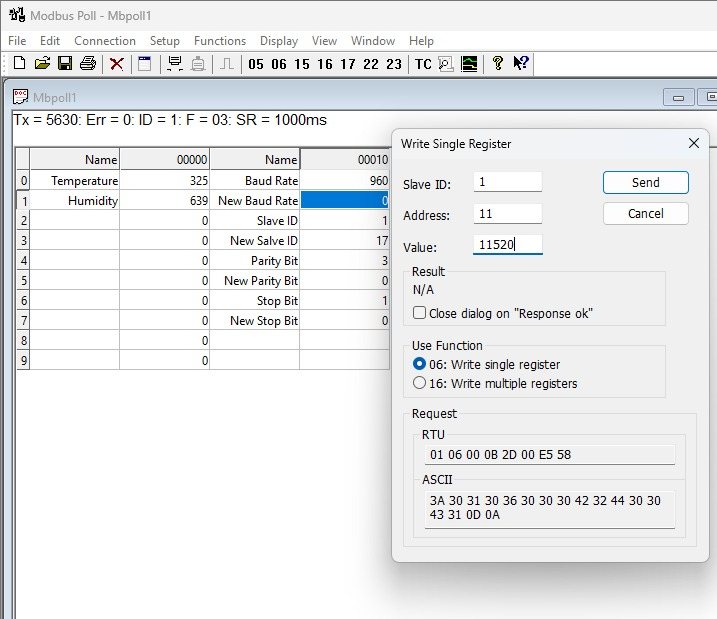 Modbus Poll - Mbpoll1
File Edit Connection Setup Functions Display View Window Help
05 06 15 16 17 22 23 TC
Mbpoll1
Tx = 5630: Err = 0: ID = 1: F = 03: SR = 1000ms
Name 00000 Name 00010
0 Temperature 325 Baud Rate 960
1 Humidity 639 New Baud Rate 0
2 0 Slave ID 1
3 0 New Salve ID 17
4 0 Parity Bit 3
5 0 New Parity Bit 0
6 0 Stop Bit 1
7 0 New Stop Bit 0
8 0
9 0
Write Single Register
Slave ID: 1 Send
Address: 11 Cancel
Value: 11520
Result
N/A
Close dialog on "Response ok"
Use Function
06: Write single register
16: Write multiple registers
Request
RTU
01 06 00 0B 2D 00 E5 58
ASCII
3A 30 31 30 36 30 30 30 42 32 44 30 30
43 31 0D 0A